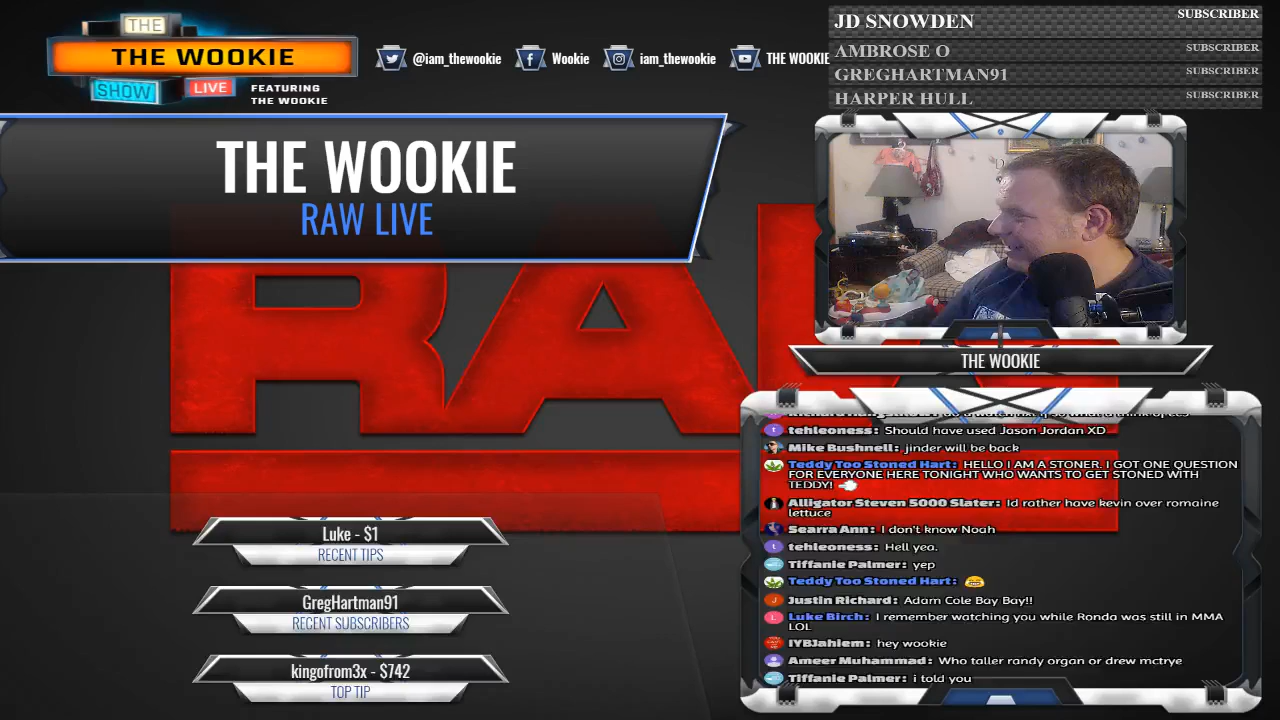 THE
THE WOOKIE
SHOW
LIVE
FEATURING
THE WOOKIE
@iam_thewookie
Wookie
iam_thewookie
THE WOOKIE
JD SNOWDEN SUBSCRIBER
AMBROSE O SUBSCRIBER
GREGHARTMAN91 SUBSCRIBER
HARPER HULL SUBSCRIBER
THE WOOKIE
RAW LIVE
RA
THE WOOKIE
tehleoness: Should have used Jason Jordan XD
Mike Bushnell: jinder will be back
Teddy Too Stoned Hart: HELLO I AM A STONER. I GOT ONE QUESTION
FOR EVERYONE HERE TONIGHT WHO WANTS TO GET STONED WITH
TEDDY!
Alligator Steven 5000 Slater: Id rather have kevin over romaine
lettuce
Searra Ann: I don't know Noah
tehleoness: Hell yea.
Tiffanie Palmer: yep
Teddy Too Stoned Hart: 😂
Justin Richard: Adam Cole Bay Bay!!
Luke Birch: I remember watching you while Ronda was still in MMA
LOL
IYBJahiem: hey wookie
Ameer Muhammad: Who taller randy organ or drew mctrye
Tiffanie Palmer: i told you
Luke - $1
RECENT TIPS
GregHartman91
RECENT SUBSCRIBERS
kingofrom3x - $742
TOP TIP